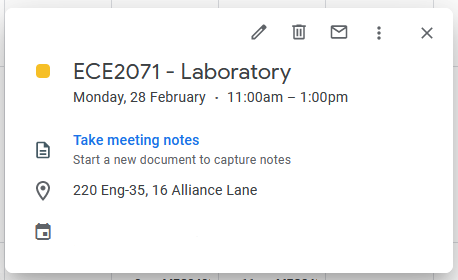 ECE2071 - Laboratory
Monday, 28 February · 11:00am – 1:00pm
Take meeting notes
Start a new document to capture notes
220 Eng-35, 16 Alliance Lane